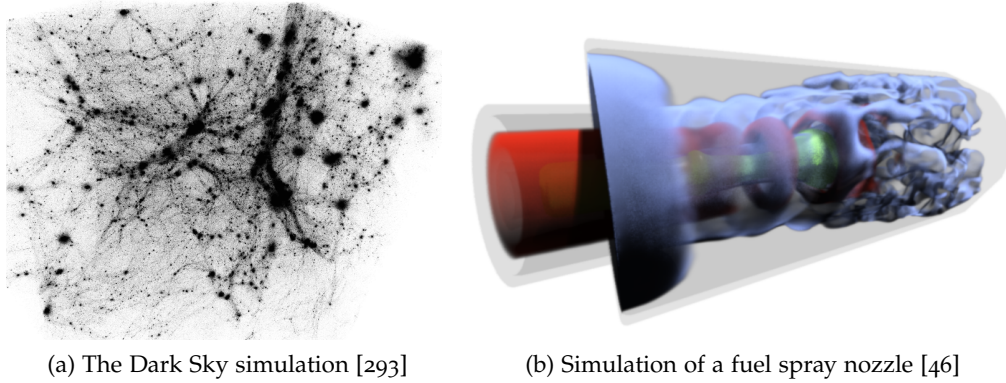 (a) The Dark Sky simulation [293]
(b) Simulation of a fuel spray nozzle [46]